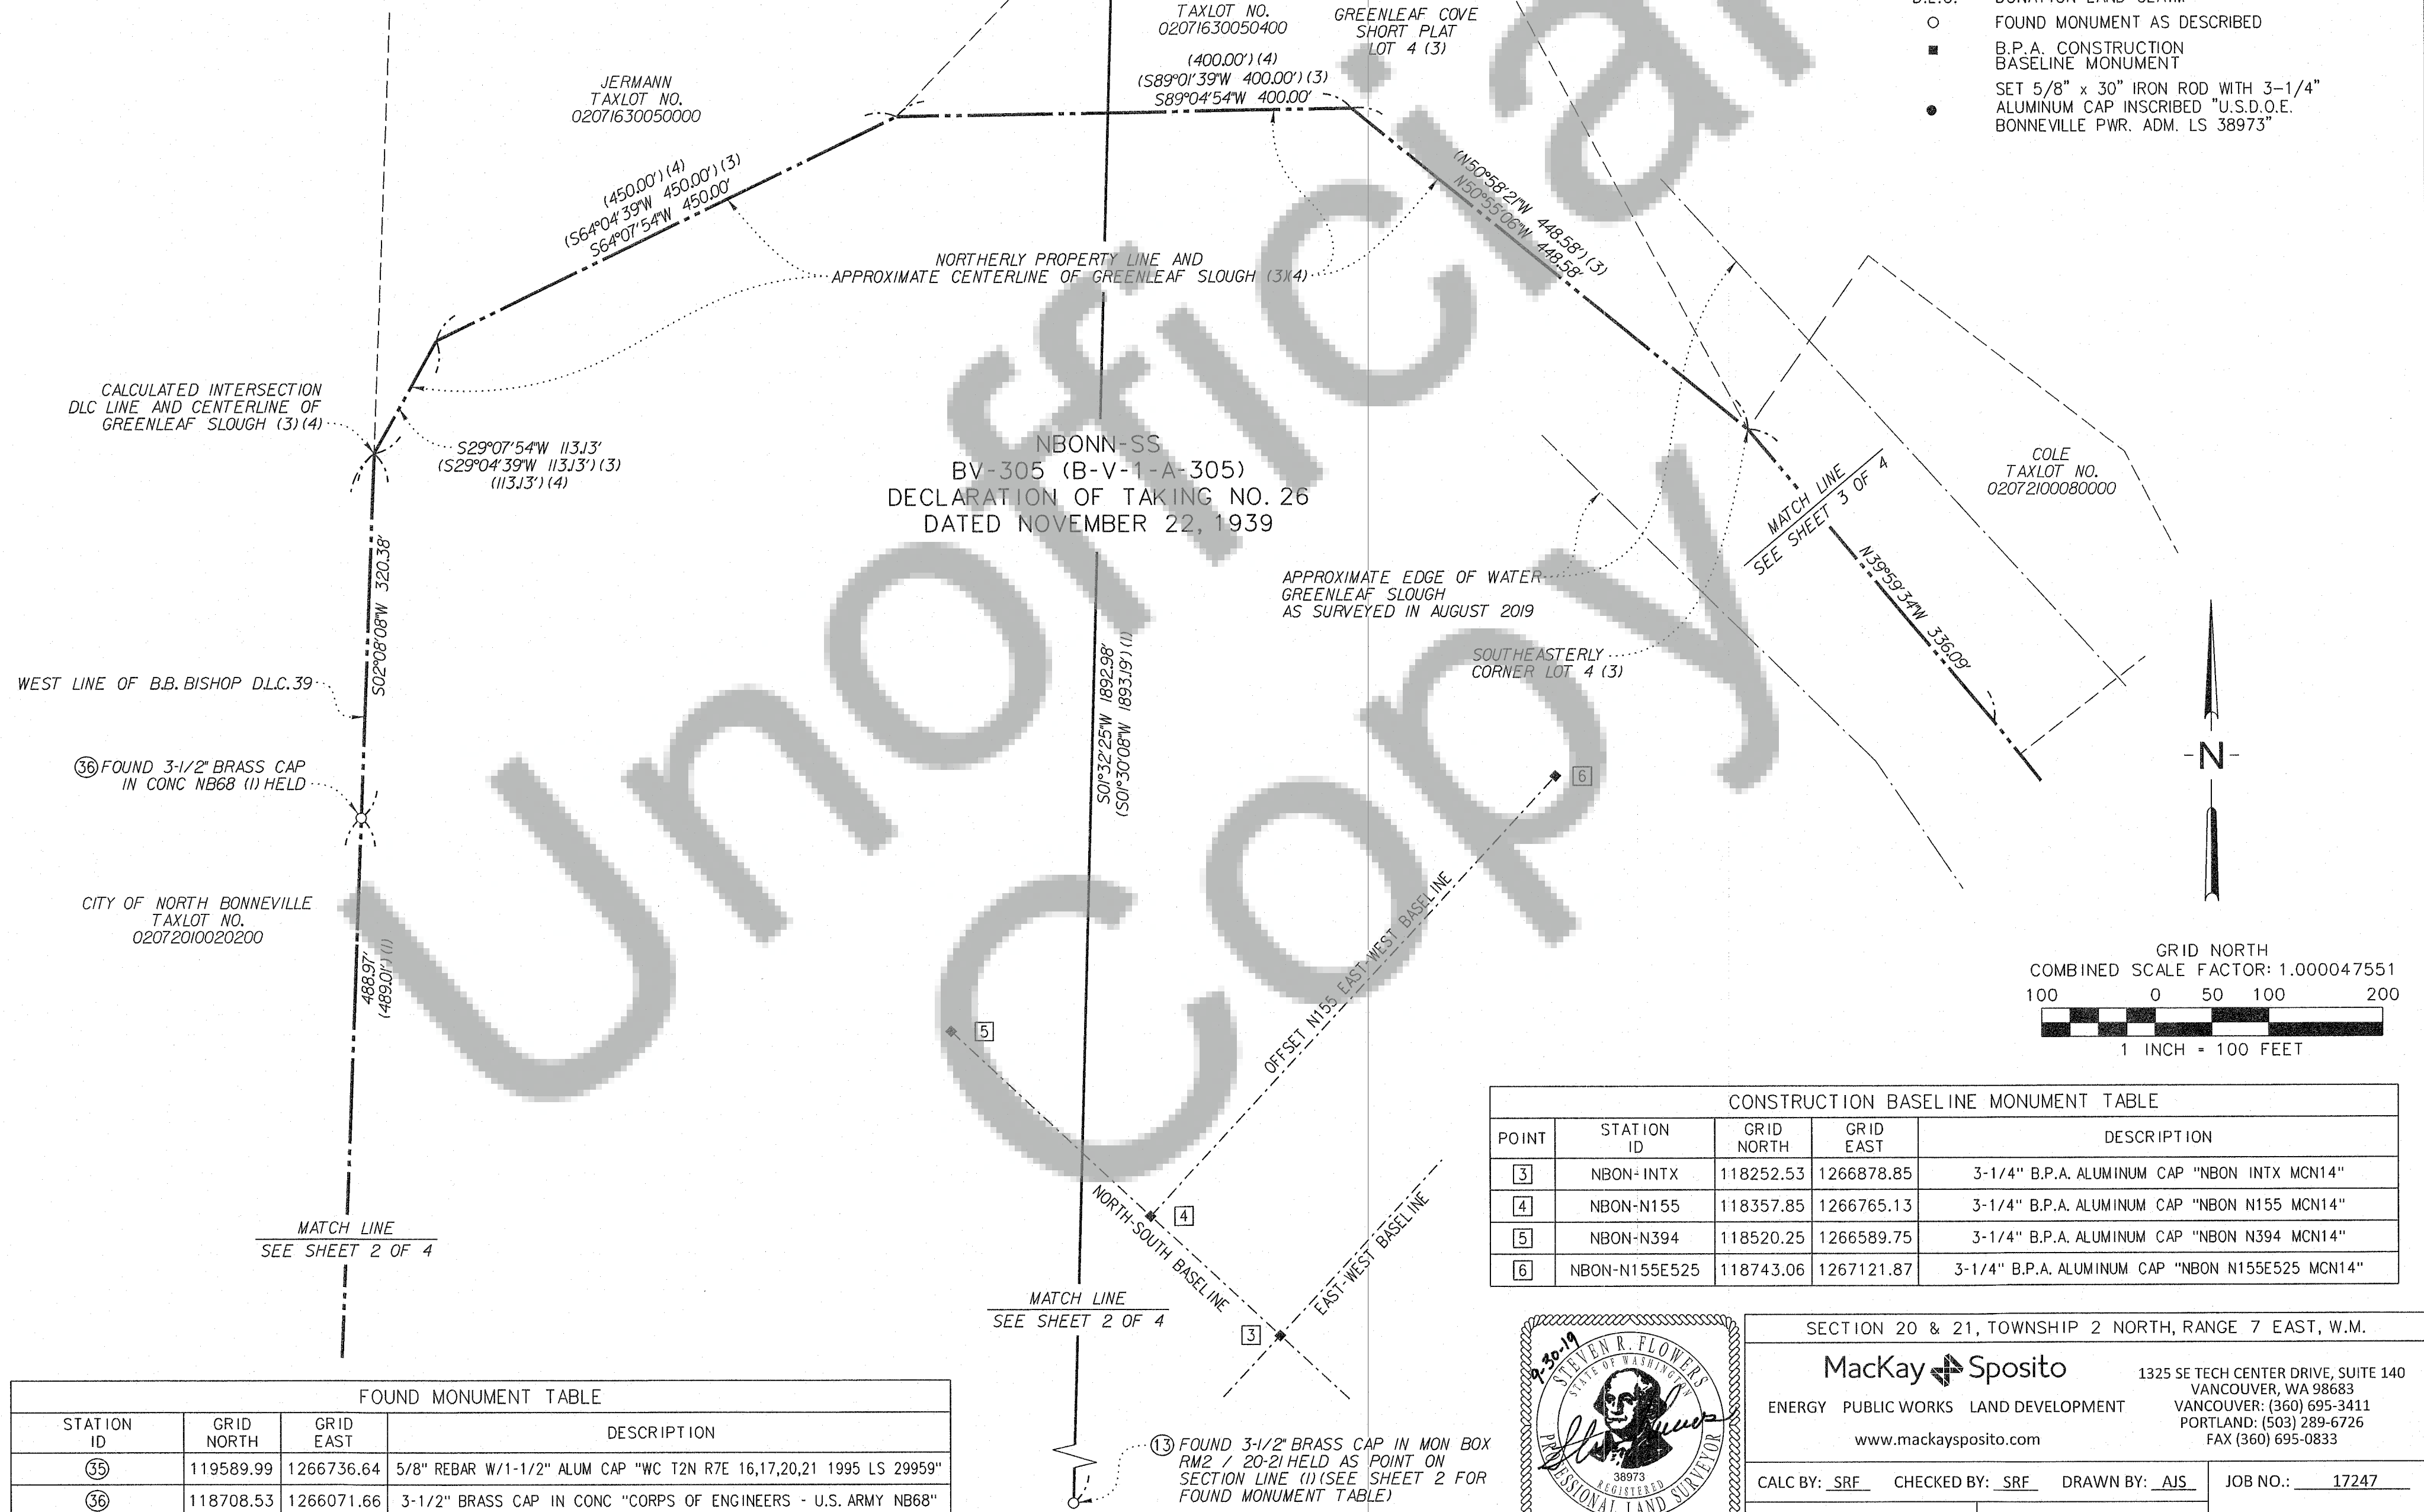 TAXLOT NO.
02071630050400
GREENLEAF COVE
SHORT PLAT
LOT 4 (3)
(400.00') (4)
(S89°01'39"W 400.00') (3)
S89°04'54"W 400.00'
FOUND MONUMENT AS DESCRIBED
B.P.A. CONSTRUCTION
BASELINE MONUMENT
SET 5/8" x 30" IRON ROD WITH 3-1/4"
ALUMINUM CAP INSCRIBED "U.S.D.O.E.
BONNEVILLE PWR. ADM. LS 38973"
JERMANN
TAXLOT NO.
02071630050000
(450.00') (4)
(S64°04'39"W 450.00') (3)
S64°07'54"W 450.00'
(N50°58'21"W 448.58') (3)
N50°55'06"W 448.58'
NORTHERLY PROPERTY LINE AND
APPROXIMATE CENTERLINE OF GREENLEAF SLOUGH (3)(4)
CALCULATED INTERSECTION
DLC LINE AND CENTERLINE OF
GREENLEAF SLOUGH (3) (4)
S29°07'54"W 113.13'
(S29°04'39"W 113.13') (3)
(113.13') (4)
NBONN-SS
BV-305 (B-V-1-A-305)
DECLARATION OF TAKING NO. 26
DATED NOVEMBER 22, 1939
COLE
TAXLOT NO.
02072100080000
MATCH LINE
SEE SHEET 3 OF 4
N39°59'34"W 336.09'
S02°08'08"W 320.38'
APPROXIMATE EDGE OF WATER
GREENLEAF SLOUGH
AS SURVEYED IN AUGUST 2019
SOUTHEASTERLY
CORNER LOT 4 (3)
WEST LINE OF B.B. BISHOP D.L.C. 39
S01°32'25"W 1892.98'
(S01°30'08"W 1893.19') (1)
36 FOUND 3-1/2" BRASS CAP
IN CONC NB68 (1) HELD
6
N
CITY OF NORTH BONNEVILLE
TAXLOT NO.
02072010020200
488.97'
(489.01') (1)
OFFSET N155 EAST-WEST BASELINE
5
GRID NORTH
COMBINED SCALE FACTOR: 1.000047551
100 0 50 100 200
1 INCH = 100 FEET
Unofficial
Copy
4
NORTH-SOUTH BASELINE
EAST-WEST BASELINE
3
MATCH LINE
SEE SHEET 2 OF 4
MATCH LINE
SEE SHEET 2 OF 4
CONSTRUCTION BASELINE MONUMENT TABLE
POINT STATION ID GRID NORTH GRID EAST DESCRIPTION
3 NBON-INTX 118252.53 1266878.85 3-1/4" B.P.A. ALUMINUM CAP "NBON INTX MCN14"
4 NBON-N155 118357.85 1266765.13 3-1/4" B.P.A. ALUMINUM CAP "NBON N155 MCN14"
5 NBON-N394 118520.25 1266589.75 3-1/4" B.P.A. ALUMINUM CAP "NBON N394 MCN14"
6 NBON-N155E525 118743.06 1267121.87 3-1/4" B.P.A. ALUMINUM CAP "NBON N155E525 MCN14"
FOUND MONUMENT TABLE
STATION ID GRID NORTH GRID EAST DESCRIPTION
35 119589.99 1266736.64 5/8" REBAR W/1-1/2" ALUM CAP "WC T2N R7E 16,17,20,21 1995 LS 29959"
36 118708.53 1266071.66 3-1/2" BRASS CAP IN CONC "CORPS OF ENGINEERS - U.S. ARMY NB68"
13 FOUND 3-1/2" BRASS CAP IN MON BOX
RM2 / 20-21 HELD AS POINT ON
SECTION LINE (1) (SEE SHEET 2 FOR
FOUND MONUMENT TABLE)
9-30-19
STEVEN R. FLOWERS
STATE OF WASHINGTON
38973
REGISTERED
PROFESSIONAL LAND SURVEYOR
SECTION 20 & 21, TOWNSHIP 2 NORTH, RANGE 7 EAST, W.M.
MacKay Sposito
ENERGY PUBLIC WORKS LAND DEVELOPMENT
www.mackaysposito.com
1325 SE TECH CENTER DRIVE, SUITE 140
VANCOUVER, WA 98683
VANCOUVER: (360) 695-3411
PORTLAND: (503) 289-6726
FAX (360) 695-0833
CALC BY: SRF CHECKED BY: SRF DRAWN BY: AJS JOB NO.: 17247